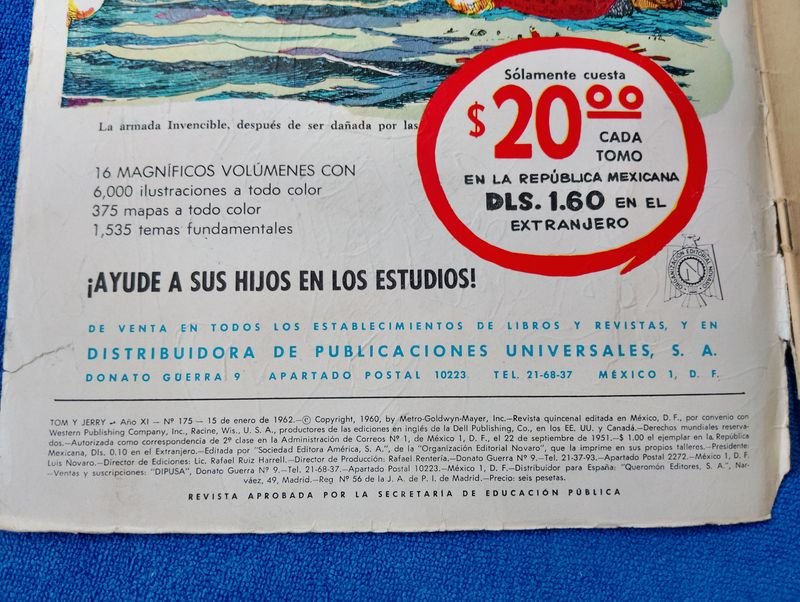 La armada Invencible, después de ser dañada por las
Sólamente cuesta
$20.00
CADA
TOMO
EN LA REPÚBLICA MEXICANA
DLS. 1.60 EN EL
EXTRANJERO
16 MAGNÍFICOS VOLÚMENES CON
6,000 ilustraciones a todo color
375 mapas a todo color
1,535 temas fundamentales
ORGANIZACIÓN EDITORIAL NOVARO
N
¡AYUDE A SUS HIJOS EN LOS ESTUDIOS!
DE VENTA EN TODOS LOS ESTABLECIMIENTOS DE LIBROS Y REVISTAS, Y EN
DISTRIBUIDORA DE PUBLICACIONES UNIVERSALES, S. A.
DONATO GUERRA 9 APARTADO POSTAL 10223 TEL. 21-68-37 MÉXICO 1, D. F.
TOM Y JERRY — Año XI — Nº 175 — 15 de enero de 1962.—© Copyright, 1960, by Metro-Goldwyn-Mayer, Inc.—Revista quincenal editada en México, D. F., por convenio con
Western Publishing Company, Inc., Racine, Wis., U. S. A., productores de las ediciones en inglés de la Dell Publishing, Co., en los EE. UU. y Canadá.—Derechos mundiales reserva-
dos.—Autorizada como correspondencia de 2ª clase en la Administración de Correos Nº 1, de México 1, D. F., el 22 de septiembre de 1951.—$ 1.00 el ejemplar en la República
Mexicana, Dls. 0.10 en el Extranjero.—Editada por "Sociedad Editora América, S. A.", de la "Organización Editorial Novaro", que la imprime en sus propios talleres.—Presidente:
Luis Novaro.—Director de Ediciones: Lic. Rafael Ruiz Harrell.—Director de Producción: Rafael Rentería.—Donato Guerra Nº 9.—Tel. 21-37-93.—Apartado Postal 2272.—México 1, D. F.
—Ventas y suscripciones: "DIPUSA", Donato Guerra Nº 9.—Tel. 21-68-37.—Apartado Postal 10223.—México 1, D. F.—Distribuidor para España: "Queromón Editores, S. A.", Nar-
váez, 49, Madrid.—Reg Nº 56 de la J. A. de P. I. de Madrid.—Precio: seis pesetas.
REVISTA APROBADA POR LA SECRETARÍA DE EDUCACIÓN PÚBLICA